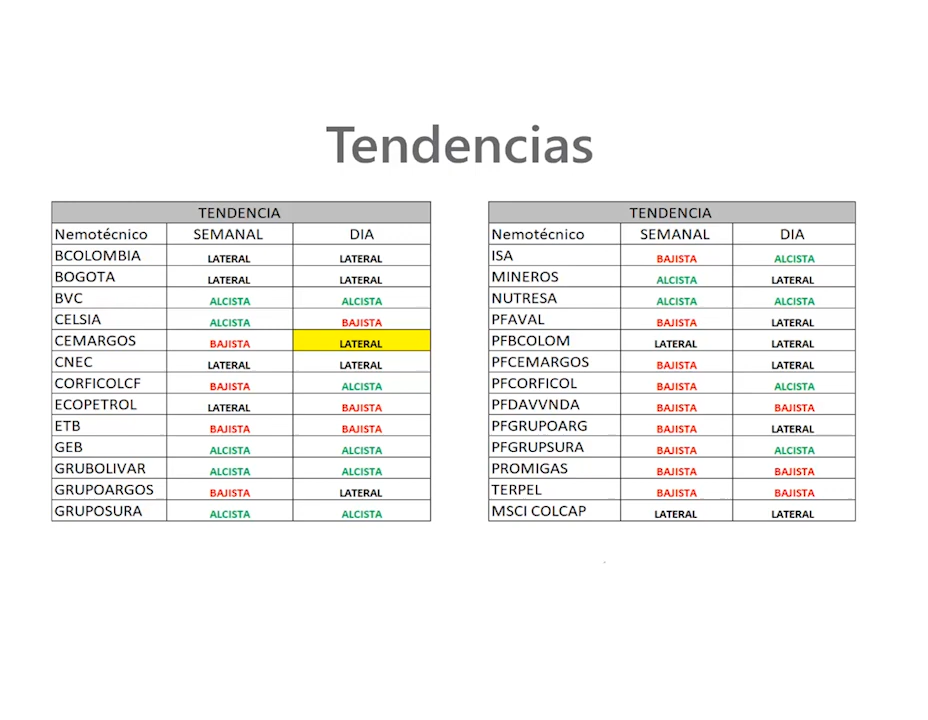 Tendencias
TENDENCIA
Nemotécnico SEMANAL DIA
BCOLOMBIA LATERAL LATERAL
BOGOTA LATERAL LATERAL
BVC ALCISTA ALCISTA
CELSIA ALCISTA BAJISTA
CEMARGOS BAJISTA LATERAL
CNEC LATERAL LATERAL
CORFICOLCF BAJISTA ALCISTA
ECOPETROL LATERAL BAJISTA
ETB BAJISTA BAJISTA
GEB ALCISTA ALCISTA
GRUBOLIVAR ALCISTA ALCISTA
GRUPOARGOS BAJISTA LATERAL
GRUPOSURA ALCISTA ALCISTA
TENDENCIA
Nemotécnico SEMANAL DIA
ISA BAJISTA ALCISTA
MINEROS ALCISTA LATERAL
NUTRESA ALCISTA ALCISTA
PFAVAL BAJISTA LATERAL
PFBCOLOM LATERAL LATERAL
PFCEMARGOS BAJISTA LATERAL
PFCORFICOL BAJISTA ALCISTA
PFDAVVNDA BAJISTA BAJISTA
PFGRUPOARG BAJISTA LATERAL
PFGRUPSURA BAJISTA ALCISTA
PROMIGAS BAJISTA BAJISTA
TERPEL BAJISTA BAJISTA
MSCI COLCAP LATERAL LATERAL